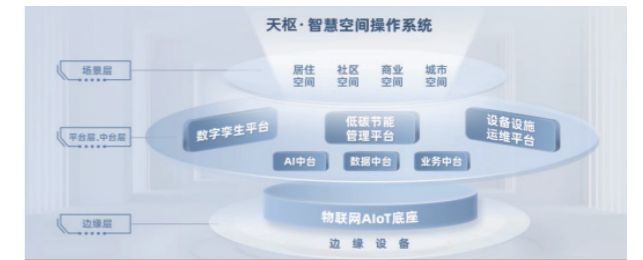 天枢·智慧空间操作系统
场景层
居住 社区 商业 城市
空间 空间 空间 空间
平台层、中台层
数字孪生平台
低碳节能
管理平台
设备设施
运维平台
AI中台 数据中台 业务中台
边缘层
物联网AIoT底座
边缘设备